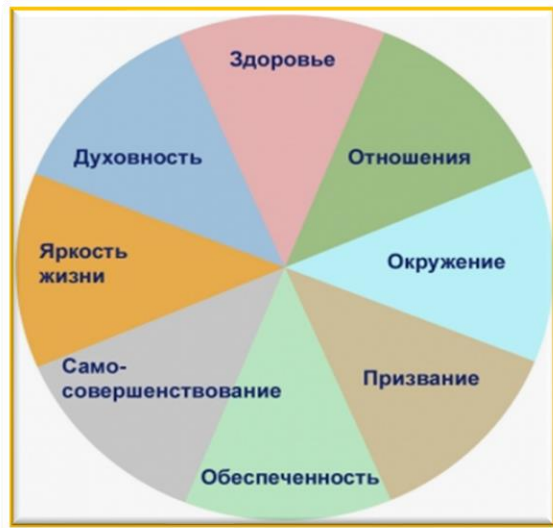 Здоровье
Духовность
Отношения
Яркость
жизни
Окружение
Само-
совершенствование
Призвание
Обеспеченность